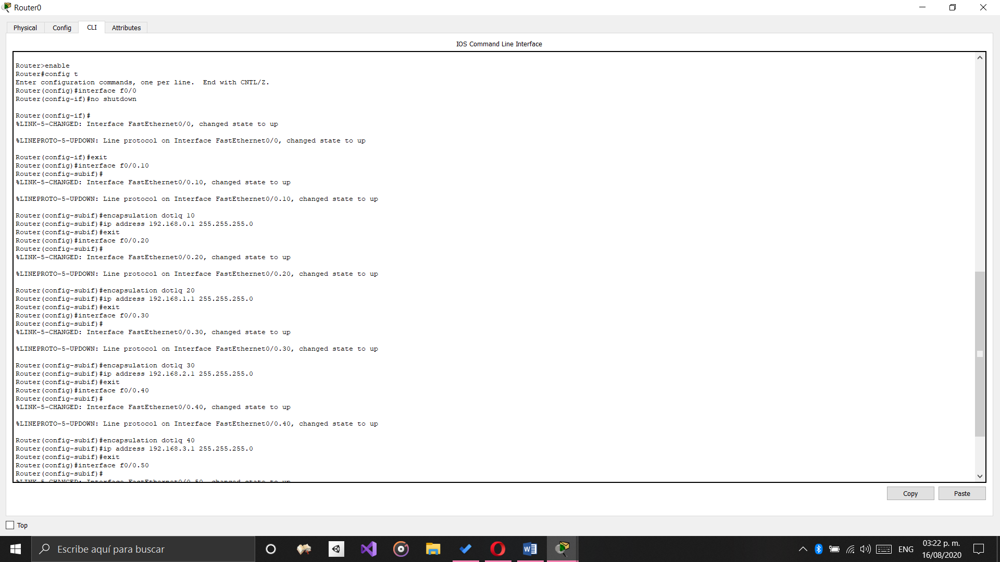 Router0
Physical
Config
CLI
Attributes
IOS Command Line Interface
Router>enable
Router#config t
Enter configuration commands, one per line.  End with CNTL/Z.
Router(config)#interface f0/0
Router(config-if)#no shutdown
Router(config-if)#
%LINK-5-CHANGED: Interface FastEthernet0/0, changed state to up
%LINEPROTO-5-UPDOWN: Line protocol on Interface FastEthernet0/0, changed state to up
Router(config-if)#exit
Router(config)#interface f0/0.10
Router(config-subif)#
%LINK-5-CHANGED: Interface FastEthernet0/0.10, changed state to up
%LINEPROTO-5-UPDOWN: Line protocol on Interface FastEthernet0/0.10, changed state to up
Router(config-subif)#encapsulation dot1q 10
Router(config-subif)#ip address 192.168.0.1 255.255.255.0
Router(config-subif)#exit
Router(config)#interface f0/0.20
Router(config-subif)#
%LINK-5-CHANGED: Interface FastEthernet0/0.20, changed state to up
%LINEPROTO-5-UPDOWN: Line protocol on Interface FastEthernet0/0.20, changed state to up
Router(config-subif)#encapsulation dot1q 20
Router(config-subif)#ip address 192.168.1.1 255.255.255.0
Router(config-subif)#exit
Router(config)#interface f0/0.30
Router(config-subif)#
%LINK-5-CHANGED: Interface FastEthernet0/0.30, changed state to up
%LINEPROTO-5-UPDOWN: Line protocol on Interface FastEthernet0/0.30, changed state to up
Router(config-subif)#encapsulation dot1q 30
Router(config-subif)#ip address 192.168.2.1 255.255.255.0
Router(config-subif)#exit
Router(config)#interface f0/0.40
Router(config-subif)#
%LINK-5-CHANGED: Interface FastEthernet0/0.40, changed state to up
%LINEPROTO-5-UPDOWN: Line protocol on Interface FastEthernet0/0.40, changed state to up
Router(config-subif)#encapsulation dot1q 40
Router(config-subif)#ip address 192.168.3.1 255.255.255.0
Router(config-subif)#exit
Router(config)#interface f0/0.50
Router(config-subif)#
%LINK-5-CHANGED: Interface FastEthernet0/0.50, changed state to up
Copy
Paste
Top
Escribe aquí para buscar
ENG
03:22 p. m.
16/08/2020